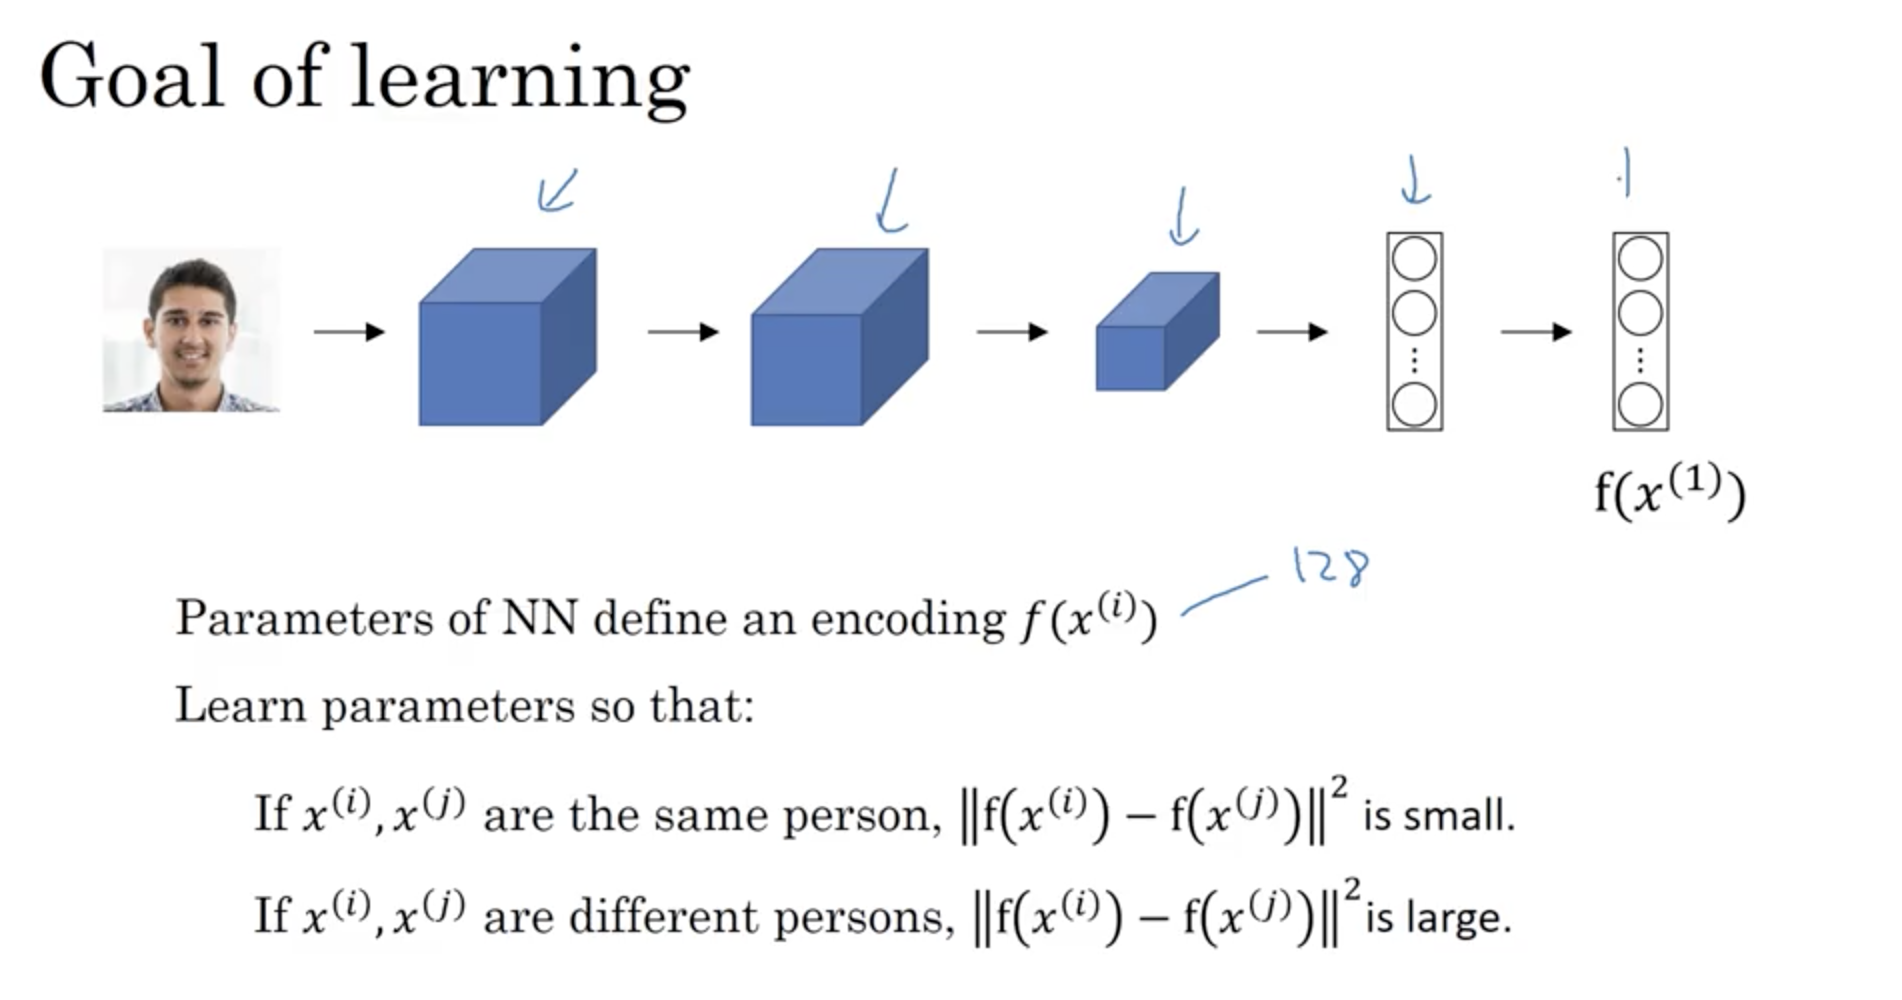 Goal of learning
f(x⁽¹⁾)
128
Parameters of NN define an encoding f(x⁽ⁱ⁾)
Learn parameters so that:
If x⁽ⁱ⁾, x⁽ʲ⁾ are the same person, ‖f(x⁽ⁱ⁾) − f(x⁽ʲ⁾)‖² is small.
If x⁽ⁱ⁾, x⁽ʲ⁾ are different persons, ‖f(x⁽ⁱ⁾) − f(x⁽ʲ⁾)‖² is large.